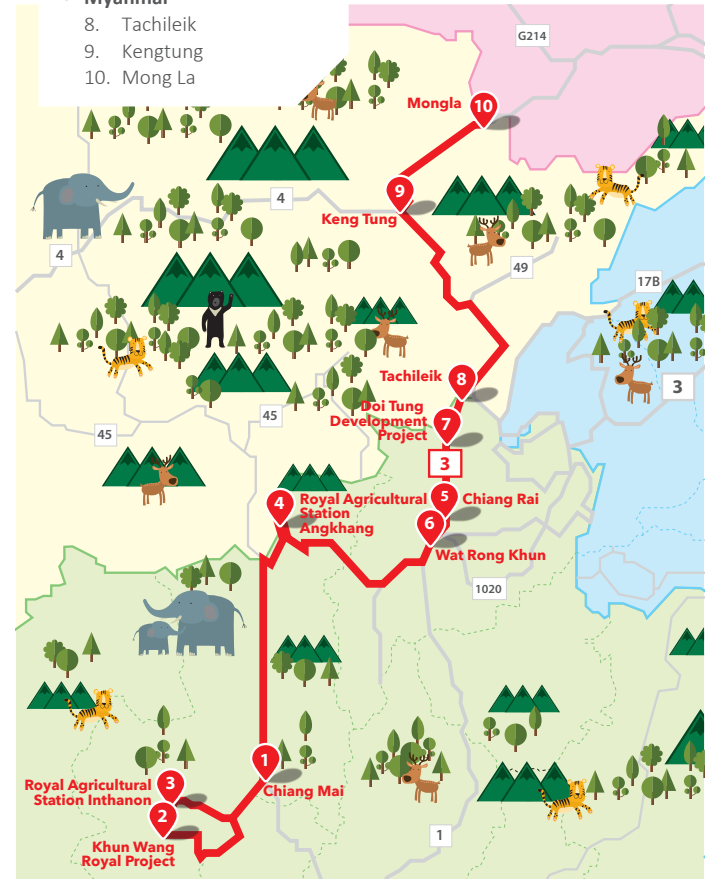 Myanmar
8. Tachileik
9. Kengtung
10. Mong La
G214
Mongla
10
9
4
Keng Tung
4
49
17B
3
Tachileik
8
Doi Tung
Development
Project
7
3
45
45
4
Royal Agricultural
Station
Angkhang
5
Chiang Rai
6
Wat Rong Khun
1020
1
Chiang Mai
Royal Agricultural
Station Inthanon
3
2
Khun Wang
Royal Project
1